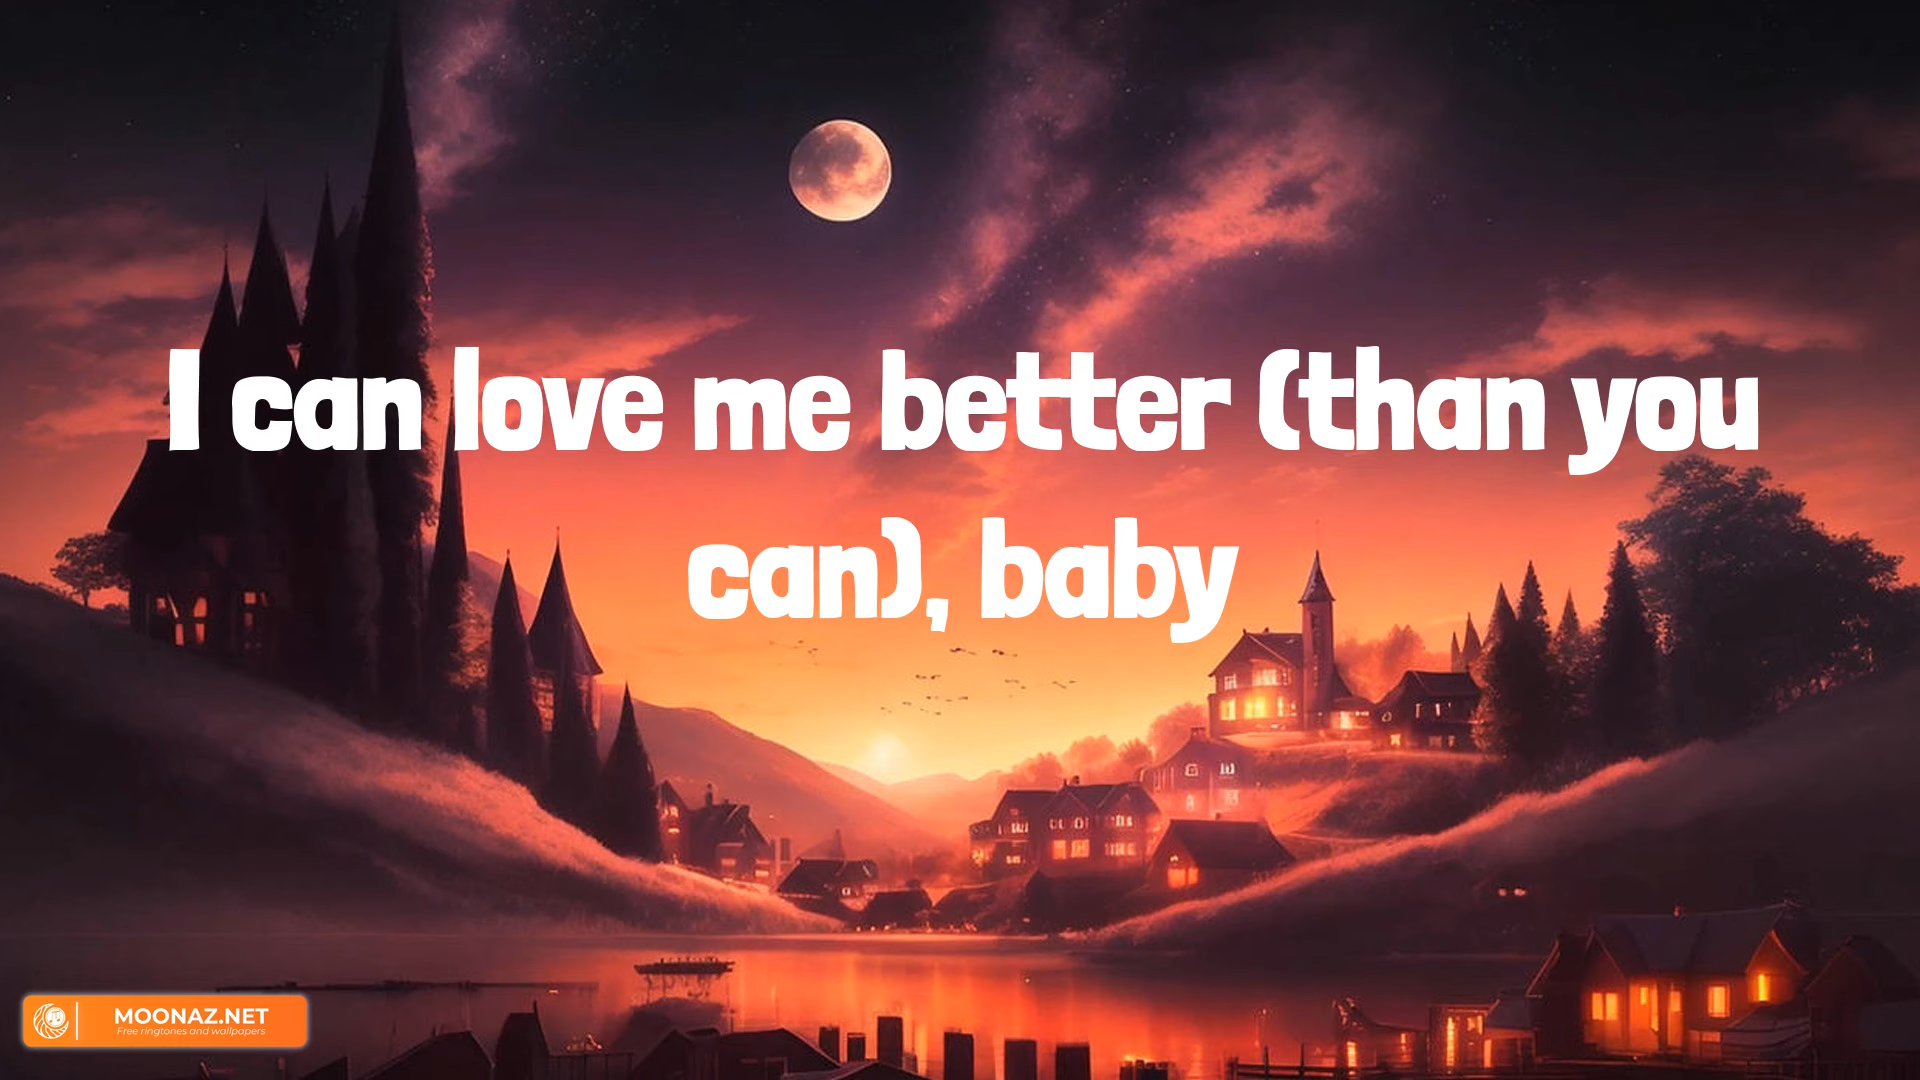 I can love me better (than you
can), baby
MOONAZ.NET
Free ringtones and wallpapers